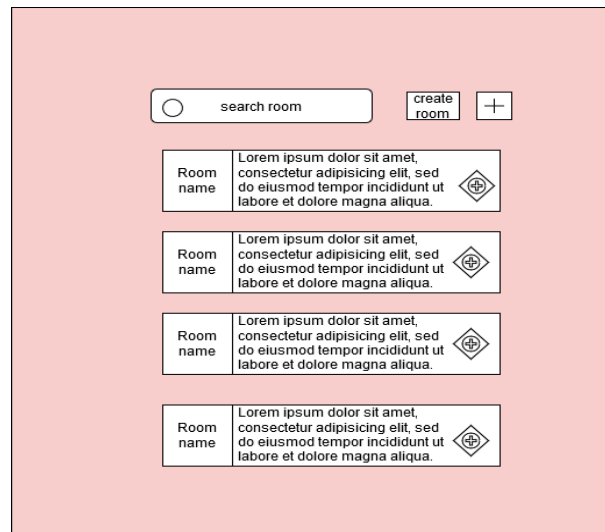 search room
create
room
Room
name
Lorem ipsum dolor sit amet,
consectetur adipisicing elit, sed
do eiusmod tempor incididunt ut
labore et dolore magna aliqua.
Room
name
Lorem ipsum dolor sit amet,
consectetur adipisicing elit, sed
do eiusmod tempor incididunt ut
labore et dolore magna aliqua.
Room
name
Lorem ipsum dolor sit amet,
consectetur adipisicing elit, sed
do eiusmod tempor incididunt ut
labore et dolore magna aliqua.
Room
name
Lorem ipsum dolor sit amet,
consectetur adipisicing elit, sed
do eiusmod tempor incididunt ut
labore et dolore magna aliqua.